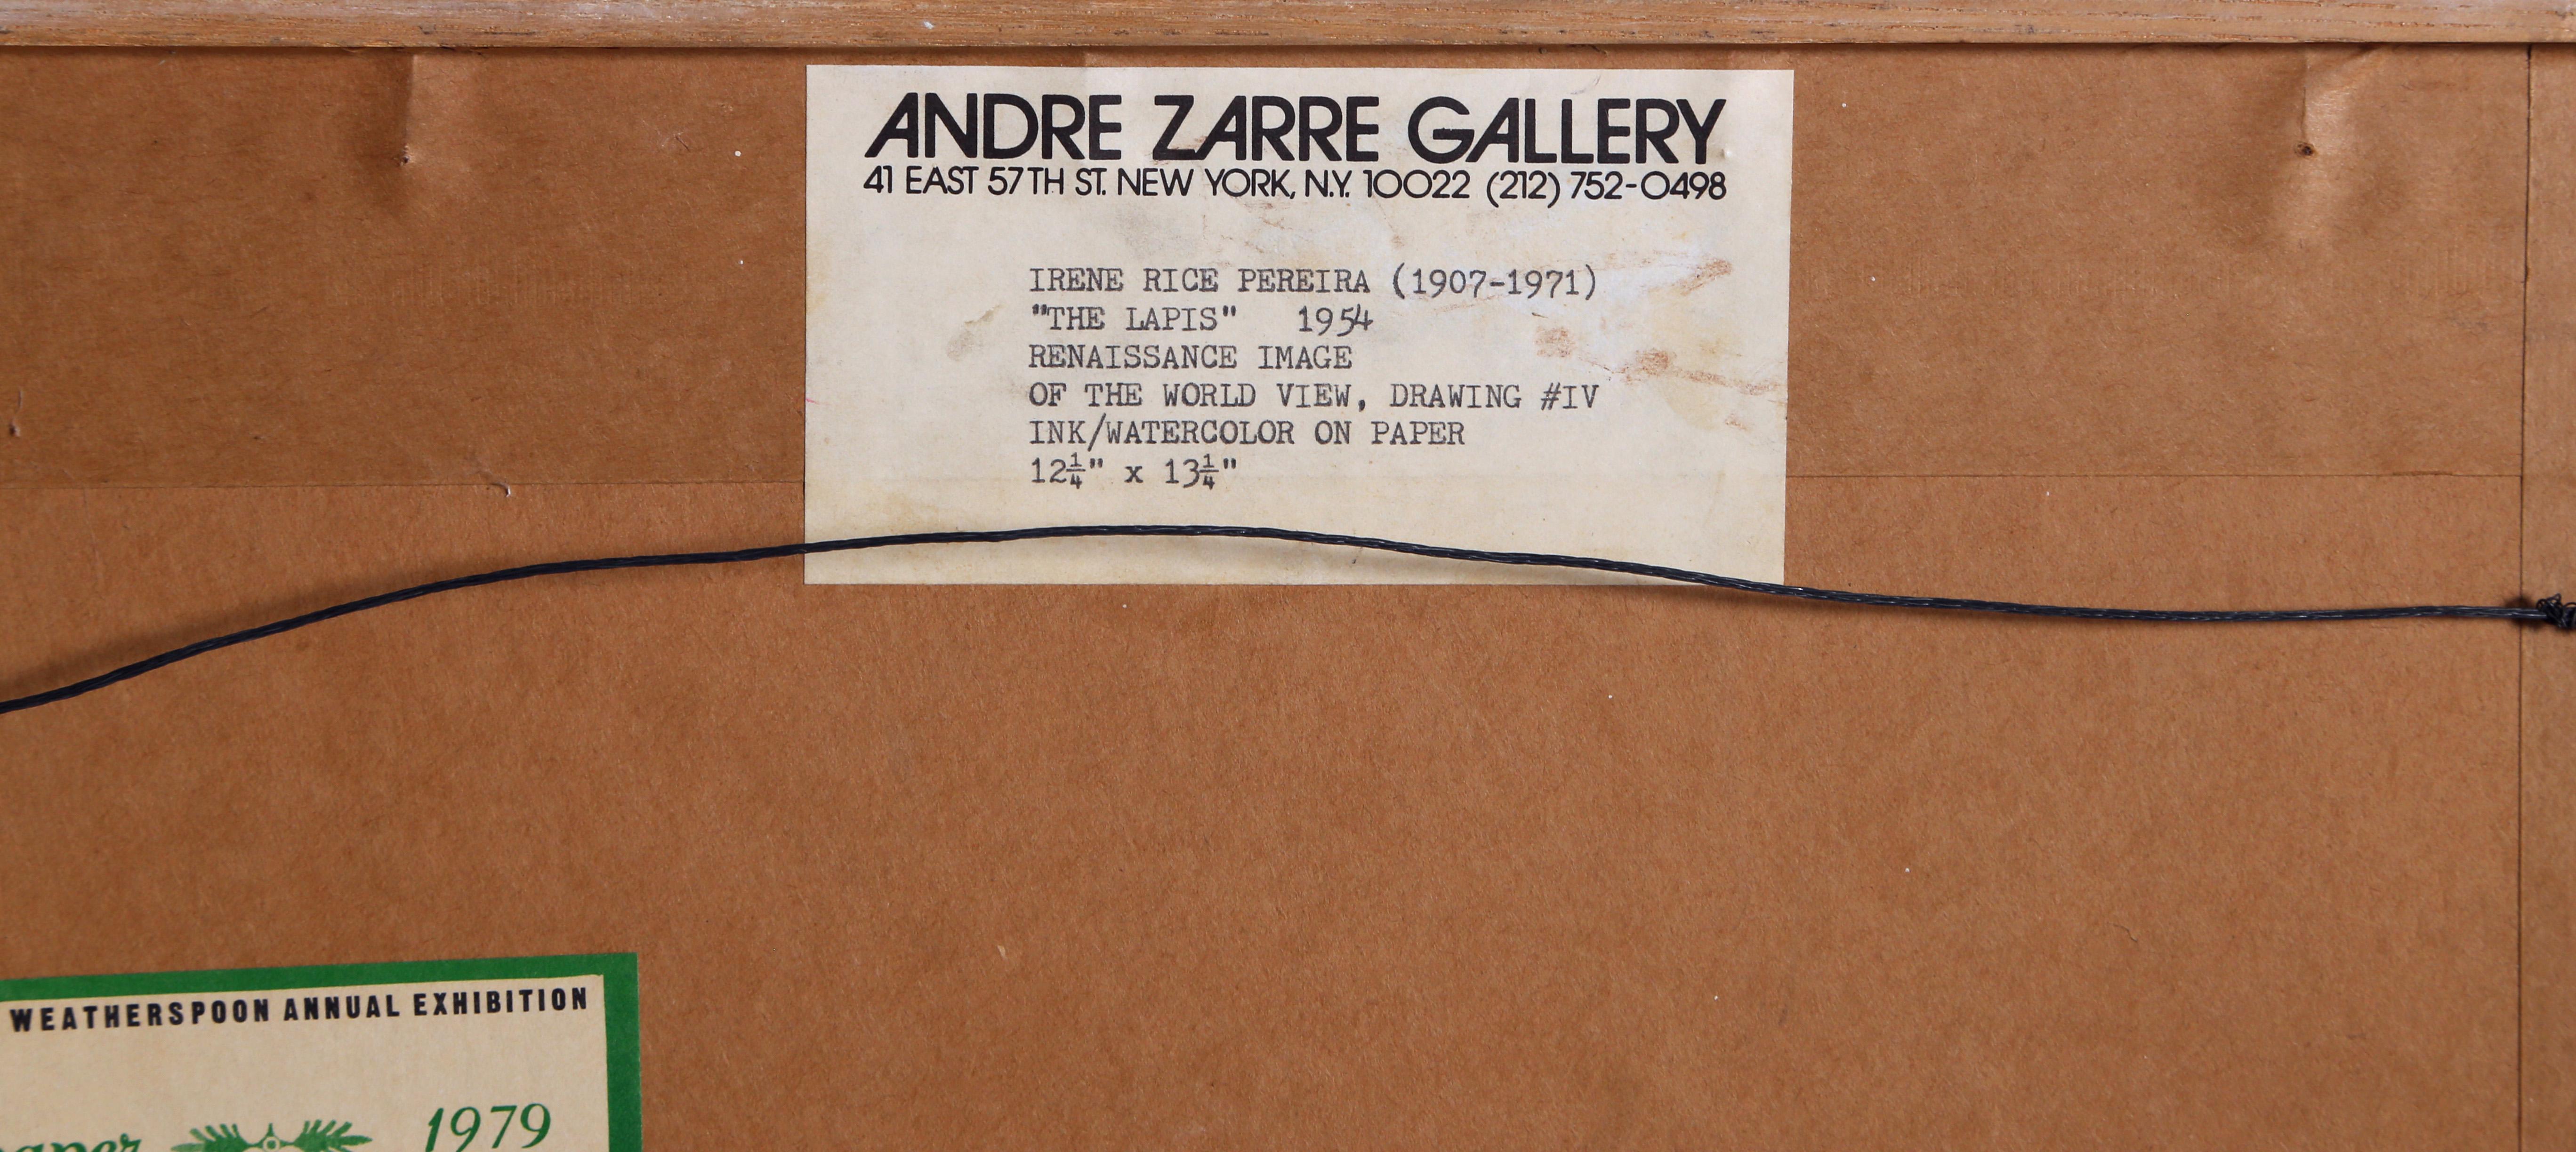 ANDRE ZARRE GALLERY
41 EAST 57TH ST. NEW YORK, N.Y. 10022 (212) 752-0498
IRENE RICE PEREIRA (1907-1971)
"THE LAPIS" 1954
RENAISSANCE IMAGE
OF THE WORLD VIEW, DRAWING #IV
INK/WATERCOLOR ON PAPER
12¼" x 13¼"
WEATHERSPOON ANNUAL EXHIBITION
1979